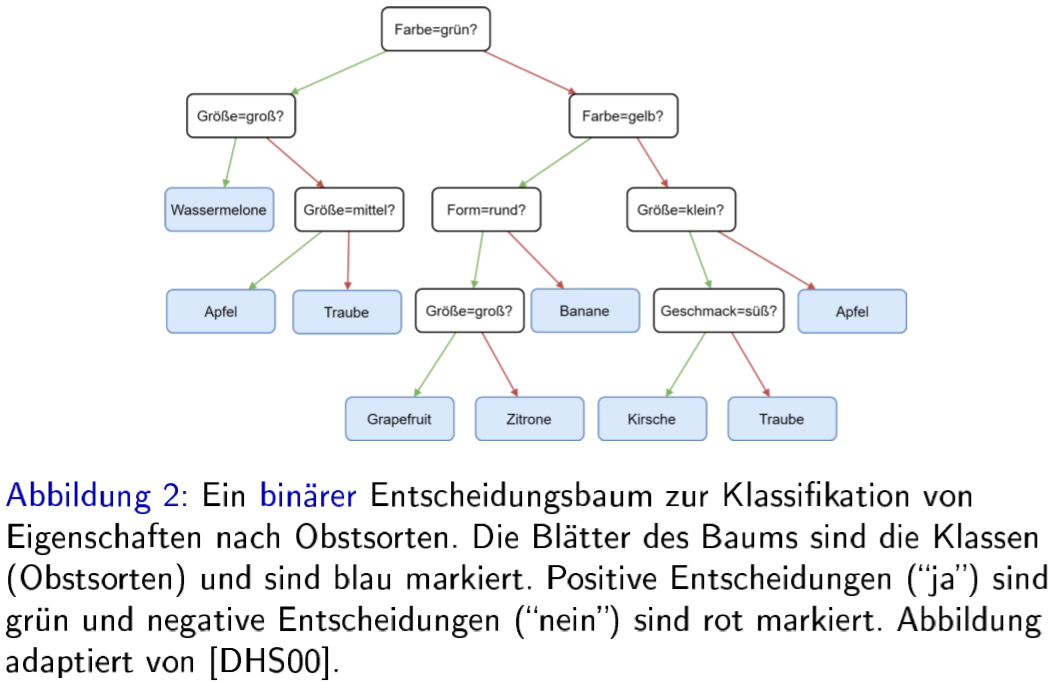 Farbe=grün?
Größe=groß?
Farbe=gelb?
Wassermelone
Größe=mittel?
Form=rund?
Größe=klein?
Apfel
Traube
Größe=groß?
Banane
Geschmack=süß?
Apfel
Grapefruit
Zitrone
Kirsche
Traube
Abbildung 2: Ein binärer Entscheidungsbaum zur Klassifikation von
Eigenschaften nach Obstsorten. Die Blätter des Baums sind die Klassen
(Obstsorten) und sind blau markiert. Positive Entscheidungen (“ja”) sind
grün und negative Entscheidungen (“nein”) sind rot markiert. Abbildung
adaptiert von [DHS00].